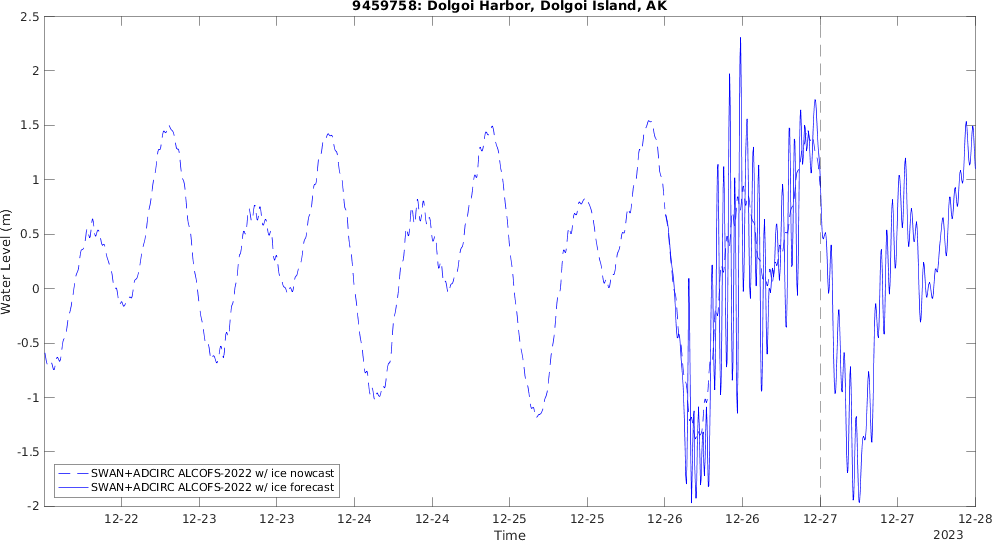 9459758: Dolgoi Harbor, Dolgoi Island, AK
2.5
2
1.5
1
0.5
0
-0.5
-1
-1.5
-2
Water Level (m)
SWAN+ADCIRC ALCOFS-2022 w/ ice nowcast
SWAN+ADCIRC ALCOFS-2022 w/ ice forecast
12-22 12-23 12-23 12-24 12-24 12-25 12-25 12-26 12-26 12-27 12-27 12-28
Time
2023